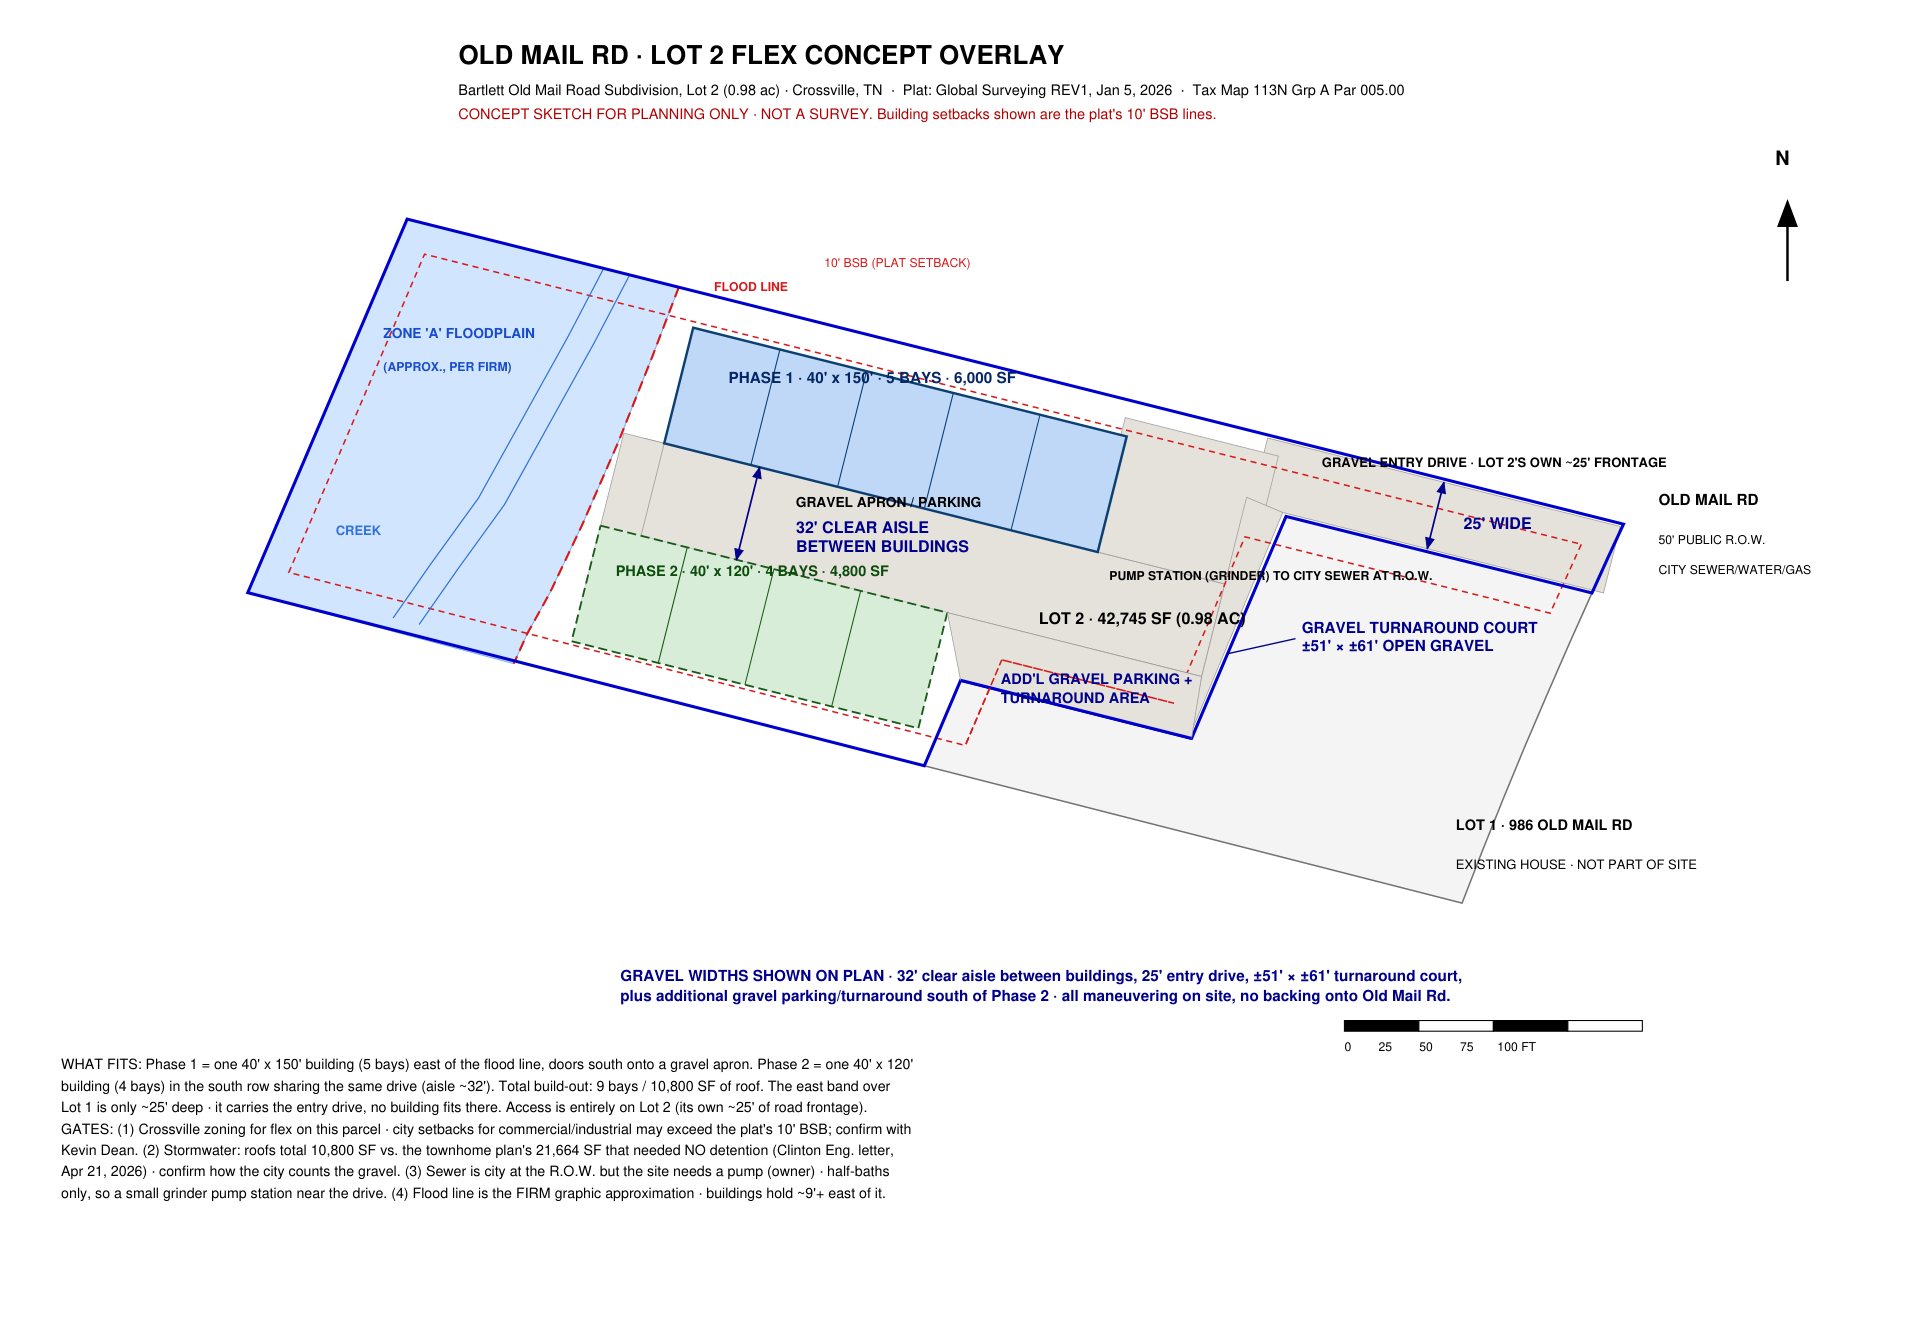 OLD MAIL RD · LOT 2 FLEX CONCEPT OVERLAY
Bartlett Old Mail Road Subdivision, Lot 2 (0.98 ac) · Crossville, TN · Plat: Global Surveying REV1, Jan 5, 2026 · Tax Map 113N Grp A Par 005.00
CONCEPT SKETCH FOR PLANNING ONLY · NOT A SURVEY. Building setbacks shown are the plat's 10' BSB lines.
N
10' BSB (PLAT SETBACK)
FLOOD LINE
ZONE 'A' FLOODPLAIN
(APPROX., PER FIRM)
PHASE 1 · 40' x 150' · 5 BAYS · 6,000 SF
GRAVEL ENTRY DRIVE · LOT 2'S OWN ~25' FRONTAGE
OLD MAIL RD
50' PUBLIC R.O.W.
CITY SEWER/WATER/GAS
25' WIDE
GRAVEL APRON / PARKING
32' CLEAR AISLE
BETWEEN BUILDINGS
CREEK
PHASE 2 · 40' x 120' · 4 BAYS · 4,800 SF
PUMP STATION (GRINDER) TO CITY SEWER AT R.O.W.
LOT 2 · 42,745 SF (0.98 AC)
GRAVEL TURNAROUND COURT
±51' × ±61' OPEN GRAVEL
ADD'L GRAVEL PARKING +
TURNAROUND AREA
LOT 1 · 986 OLD MAIL RD
EXISTING HOUSE · NOT PART OF SITE
GRAVEL WIDTHS SHOWN ON PLAN · 32' clear aisle between buildings, 25' entry drive, ±51' × ±61' turnaround court,
plus additional gravel parking/turnaround south of Phase 2 · all maneuvering on site, no backing onto Old Mail Rd.
0 25 50 75 100 FT
WHAT FITS: Phase 1 = one 40' x 150' building (5 bays) east of the flood line, doors south onto a gravel apron. Phase 2 = one 40' x 120'
building (4 bays) in the south row sharing the same drive (aisle ~32'). Total build-out: 9 bays / 10,800 SF of roof. The east band over
Lot 1 is only ~25' deep · it carries the entry drive, no building fits there. Access is entirely on Lot 2 (its own ~25' of road frontage).
GATES: (1) Crossville zoning for flex on this parcel · city setbacks for commercial/industrial may exceed the plat's 10' BSB; confirm with
Kevin Dean. (2) Stormwater: roofs total 10,800 SF vs. the townhome plan's 21,664 SF that needed NO detention (Clinton Eng. letter,
Apr 21, 2026) · confirm how the city counts the gravel. (3) Sewer is city at the R.O.W. but the site needs a pump (owner) · half-baths
only, so a small grinder pump station near the drive. (4) Flood line is the FIRM graphic approximation · buildings hold ~9'+ east of it.